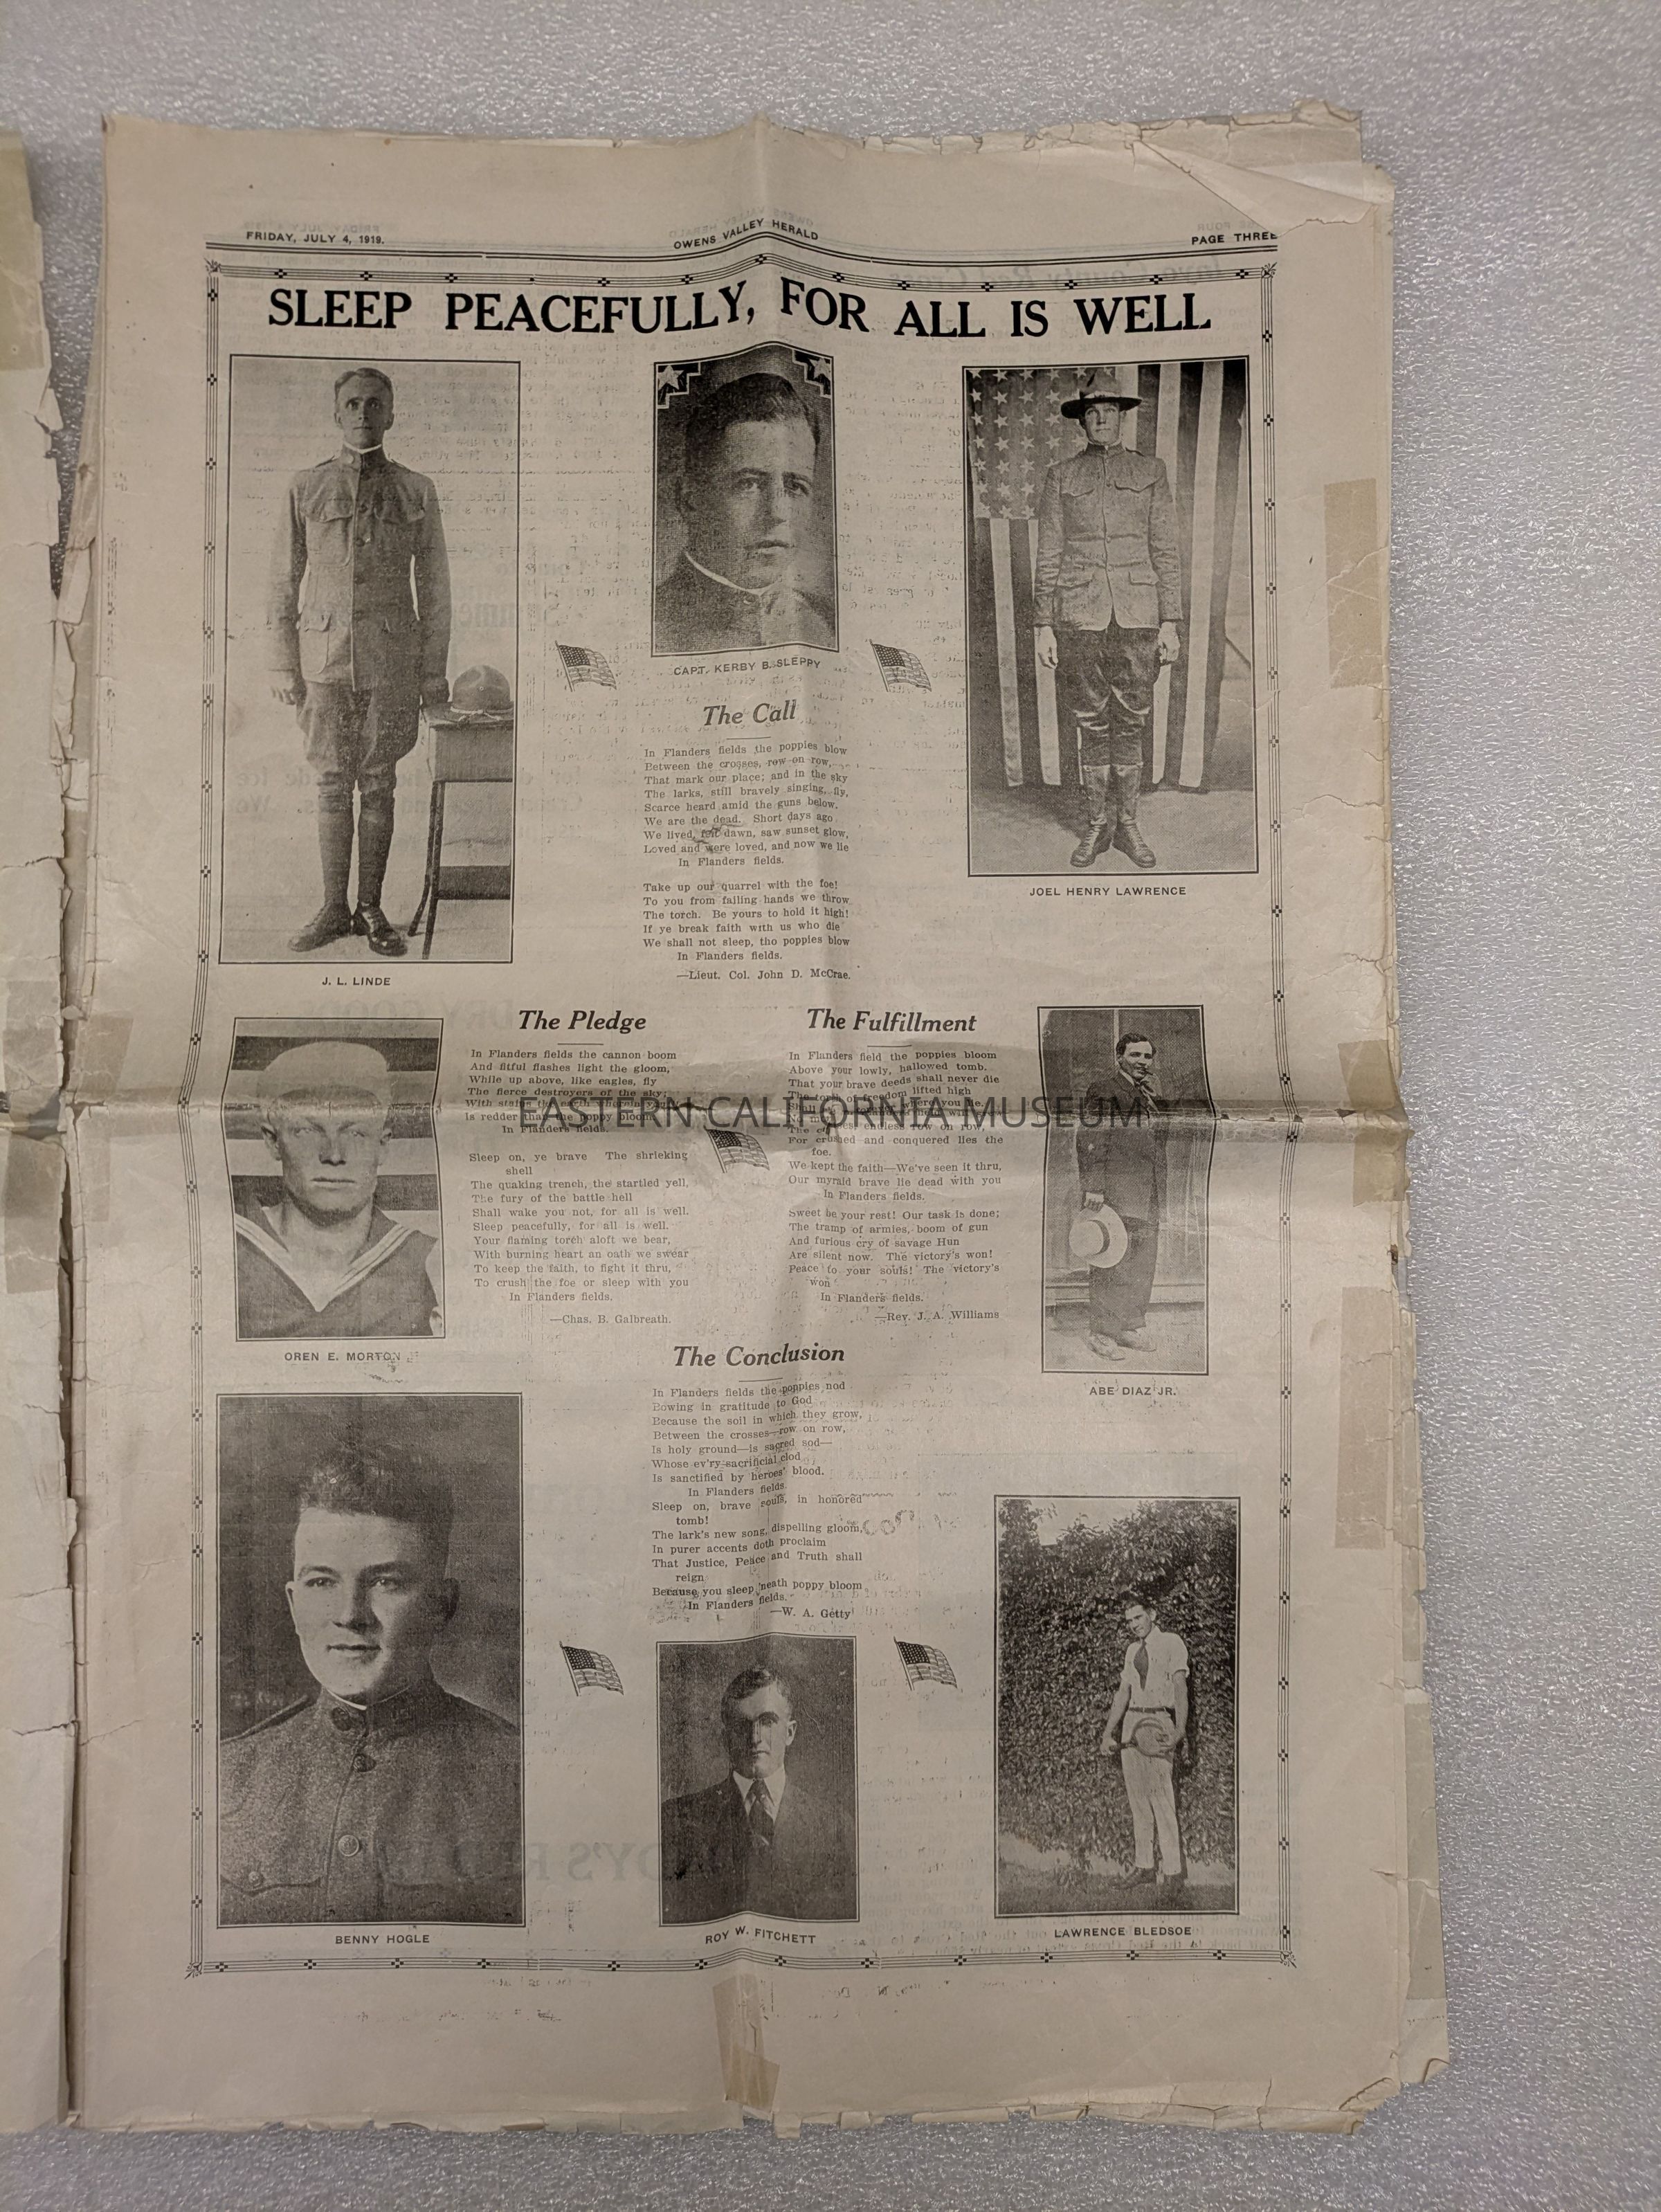 FRIDAY, JULY 4, 1919.
OWENS VALLEY HERALD
PAGE THREE
SLEEP PEACEFULLY, FOR ALL IS WELL
CAPT. KERBY B. SLEPPY
The Call
In Flanders fields the poppies blow
Between the crosses, row on row,
That mark our place; and in the sky
The larks, still bravely singing, fly,
Scarce heard amid the guns below.
We are the dead. Short days ago
We lived, felt dawn, saw sunset glow,
Loved and were loved, and now we lie
In Flanders fields.
Take up our quarrel with the foe!
To you from failing hands we throw
The torch. Be yours to hold it high!
If ye break faith with us who die
We shall not sleep, tho poppies blow
In Flanders fields.
—Lieut. Col. John D. McCrae.
JOEL HENRY LAWRENCE
J. L. LINDE
The Pledge
In Flanders fields the cannon boom
And fitful flashes light the gloom,
While up above, like eagles, fly
The fierce destroyers of the sky;
With
Is redder than the poppy bloom
In Flanders fields.
Sleep on, ye brave The shrieking
shell
The quaking trench, the startled yell,
The fury of the battle hell
Shall wake you not, for all is well.
Sleep peacefully, for all is well.
Your flaming torch aloft we bear,
With burning heart an oath we swear
To keep the faith, to fight it thru,
To crush the foe or sleep with you
In Flanders fields.
—Chas. B. Galbreath.
The Fulfillment
In Flanders field the poppies bloom
Above your lowly, hallowed tomb.
That your brave deeds shall never die
The torch of freedom lifted high
endless row on row,
For crushed and conquered lies the
foe.
We kept the faith—We've seen it thru,
Our myraid brave lie dead with you
In Flanders fields.
Sweet be your rest! Our task is done;
The tramp of armies, boom of gun
And furious cry of savage Hun
Are silent now. The victory's won!
Peace to your souls! The victory's
won
In Flanders fields.
—Rev. J. A. Williams
EASTERN CALIFORNIA MUSEUM
OREN E. MORTON
ABE DIAZ JR.
The Conclusion
In Flanders fields the poppies nod
Bowing in gratitude to God
Because the soil in which they grow,
Between the crosses—row on row,
Is holy ground—is sacred sod—
Whose ev'ry sacrificial clod
Is sanctified by heroes' blood.
In Flanders fields.
Sleep on, brave souls, in honored
tomb!
The lark's new song, dispelling gloom,
In purer accents doth proclaim
That Justice, Peace and Truth shall
reign
Because you sleep 'neath poppy bloom
In Flanders fields.
—W. A. Getty
BENNY HOGLE
ROY W. FITCHETT
LAWRENCE BLEDSOE